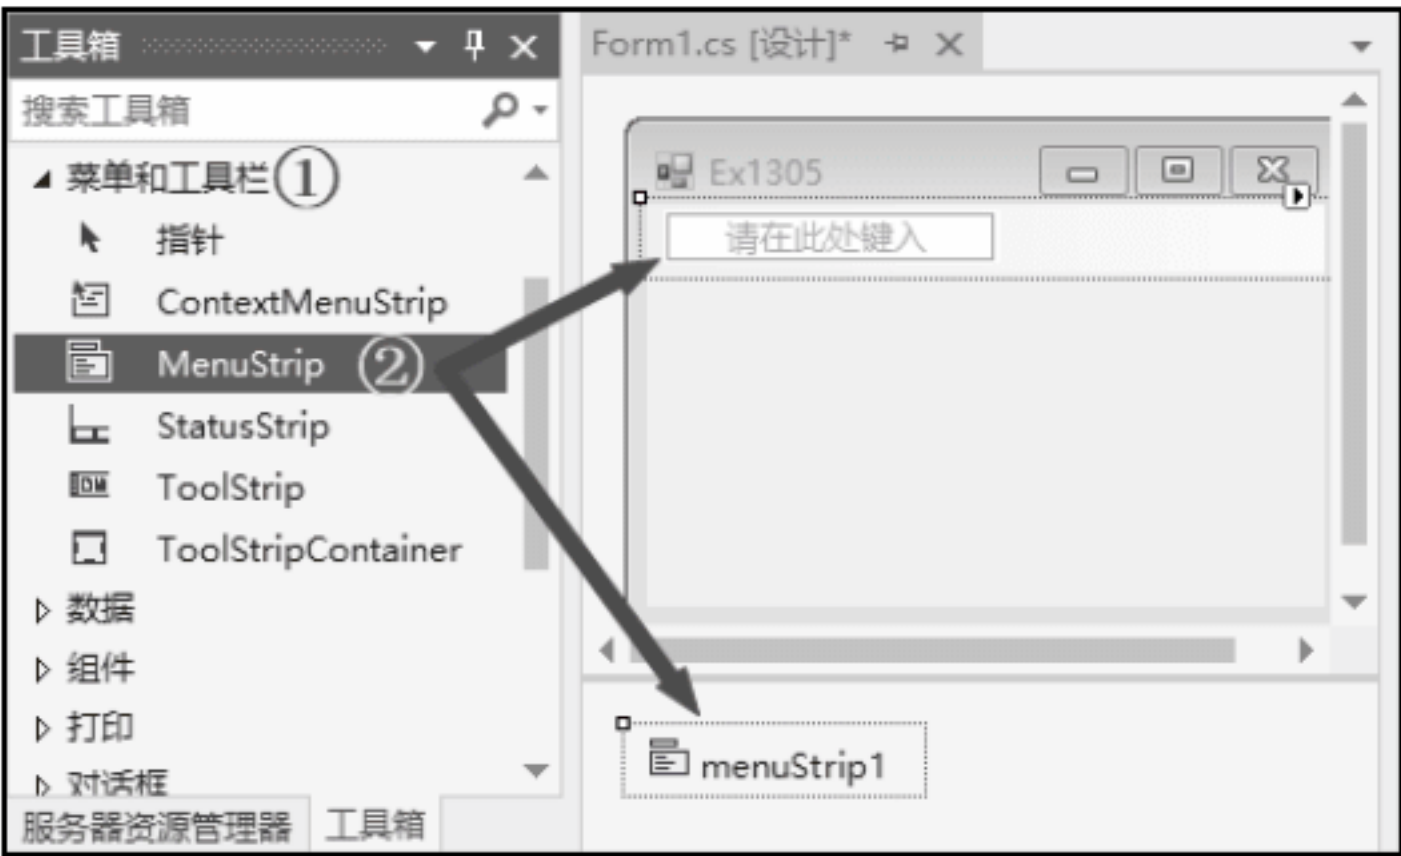 工具箱
搜索工具箱
菜单和工具栏①
指针
ContextMenuStrip
MenuStrip ②
StatusStrip
ToolStrip
ToolStripContainer
数据
组件
打印
对话框
服务器资源管理器 工具箱
Form1.cs [设计]*
Ex1305
请在此处键入
menuStrip1